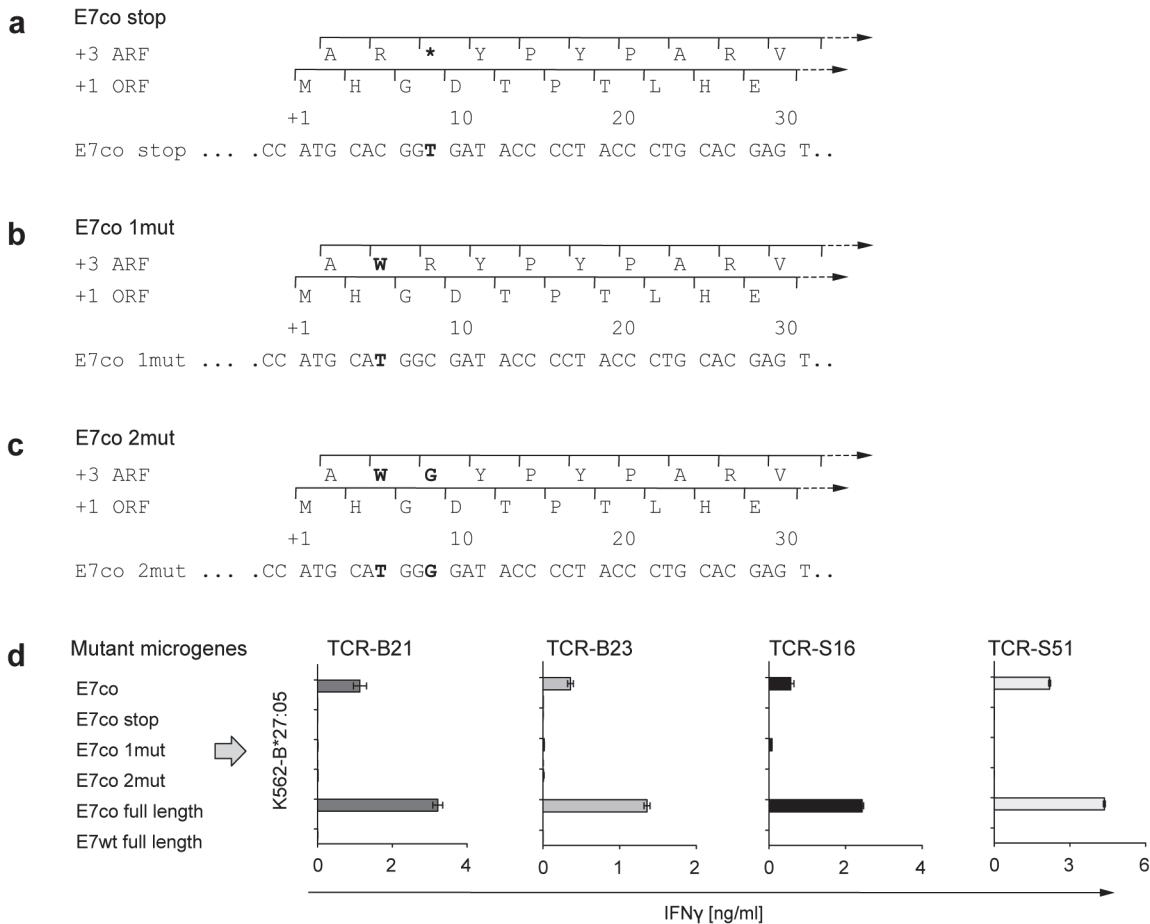 a
E7co stop
+3 ARF A R * Y P Y P A R V
+1 ORF M H G D T P T L H E
+1 10 20 30
E7co stop ... .CC ATG CAC GGT GAT ACC CCT ACC CTG CAC GAG T..
b
E7co 1mut
+3 ARF A W R Y P Y P A R V
+1 ORF M H G D T P T L H E
+1 10 20 30
E7co 1mut ... .CC ATG CAT GGC GAT ACC CCT ACC CTG CAC GAG T..
c
E7co 2mut
+3 ARF A W G Y P Y P A R V
+1 ORF M H G D T P T L H E
+1 10 20 30
E7co 2mut ... .CC ATG CAT GGG GAT ACC CCT ACC CTG CAC GAG T..
d
Mutant microgenes
E7co
E7co stop
E7co 1mut
E7co 2mut
E7co full length
E7wt full length
K562-B*27:05
TCR-B21
TCR-B23
TCR-S16
TCR-S51
0 2 4
0 1 2
0 2 4
0 3 6
IFNγ [ng/ml]